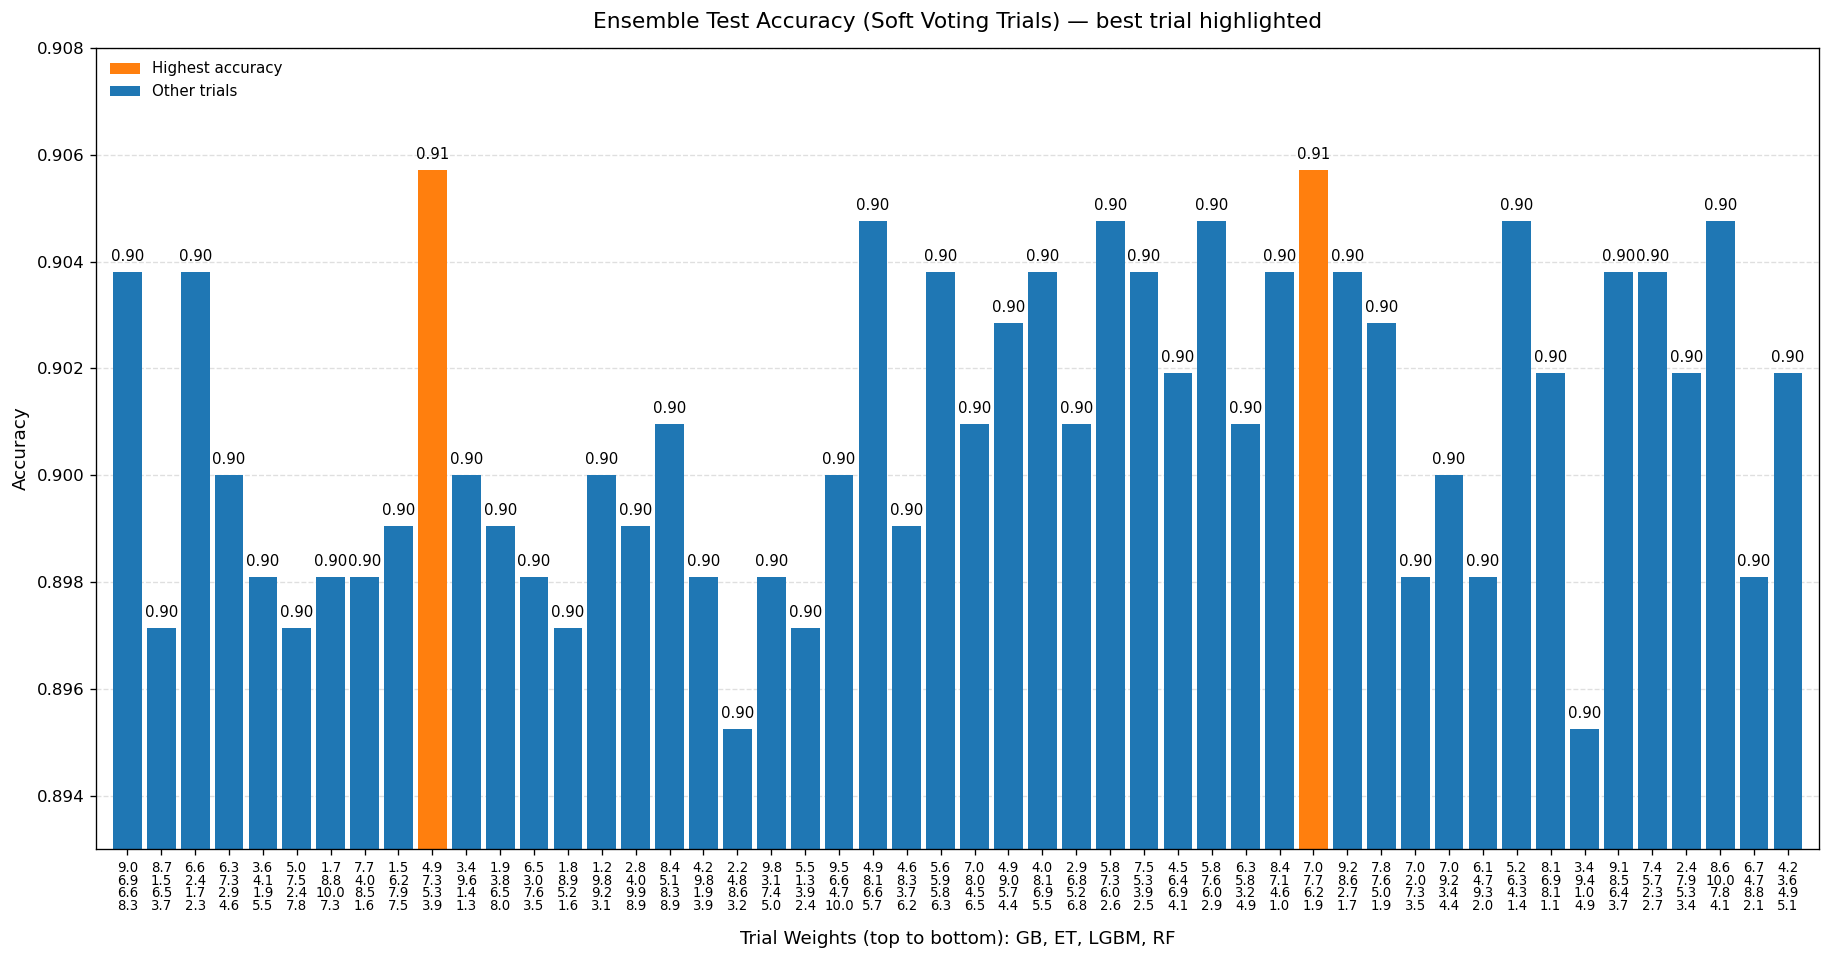 Ensemble Test Accuracy (Soft Voting Trials) — best trial highlighted
Accuracy
0.908
0.906
0.904
0.902
0.900
0.898
0.896
0.894
Highest accuracy
Other trials
0.91 0.91
0.90 0.90 0.90 0.90 0.90
0.90 0.90 0.90 0.90 0.90 0.90 0.90 0.90 0.90
0.90 0.90
0.90 0.90 0.90 0.90
0.90 0.90 0.90 0.90
0.90 0.90 0.90 0.90 0.90
0.90 0.90 0.90 0.90
0.90 0.90 0.90 0.90 0.90 0.90 0.90 0.90 0.90
0.90 0.90 0.90 0.90
0.90 0.90
9.0 8.7 6.6 6.3 3.6 5.0 1.7 7.7 1.5 4.9 3.4 1.9 6.5 1.8 1.2 2.8 8.4 4.2 2.2 9.8 5.5 9.5 4.9 4.6 5.6 7.0 4.9 4.0 2.9 5.8 7.5 4.5 5.8 6.3 8.4 7.0 9.2 7.8 7.0 7.0 6.1 5.2 8.1 3.4 9.1 7.4 2.4 8.6 6.7 4.2
6.9 1.5 2.4 7.3 4.1 7.5 8.8 4.0 6.2 7.3 9.6 3.8 3.0 8.9 9.8 4.0 5.1 9.8 4.8 3.1 1.3 6.6 8.1 8.3 5.9 8.0 9.0 8.1 6.8 7.3 5.3 6.4 7.6 5.8 7.1 7.7 8.6 7.6 2.0 9.2 4.7 6.3 6.9 9.4 8.5 5.7 7.9 10.0 4.7 3.6
6.6 6.5 1.7 2.9 1.9 2.4 10.0 8.5 7.9 5.3 1.4 6.5 7.6 5.2 9.2 9.9 8.3 1.9 8.6 7.4 3.9 4.7 6.6 3.7 5.8 4.5 5.7 6.9 5.2 6.0 3.9 6.9 6.0 3.2 4.6 6.2 2.7 5.0 7.3 3.4 9.3 4.3 8.1 1.0 6.4 2.3 5.3 7.8 8.8 4.9
8.3 3.7 2.3 4.6 5.5 7.8 7.3 1.6 7.5 3.9 1.3 8.0 3.5 1.6 3.1 8.9 8.9 3.9 3.2 5.0 2.4 10.0 5.7 6.2 6.3 6.5 4.4 5.5 6.8 2.6 2.5 4.1 2.9 4.9 1.0 1.9 1.7 1.9 3.5 4.4 2.0 1.4 1.1 4.9 3.7 2.7 3.4 4.1 2.1 5.1
Trial Weights (top to bottom): GB, ET, LGBM, RF